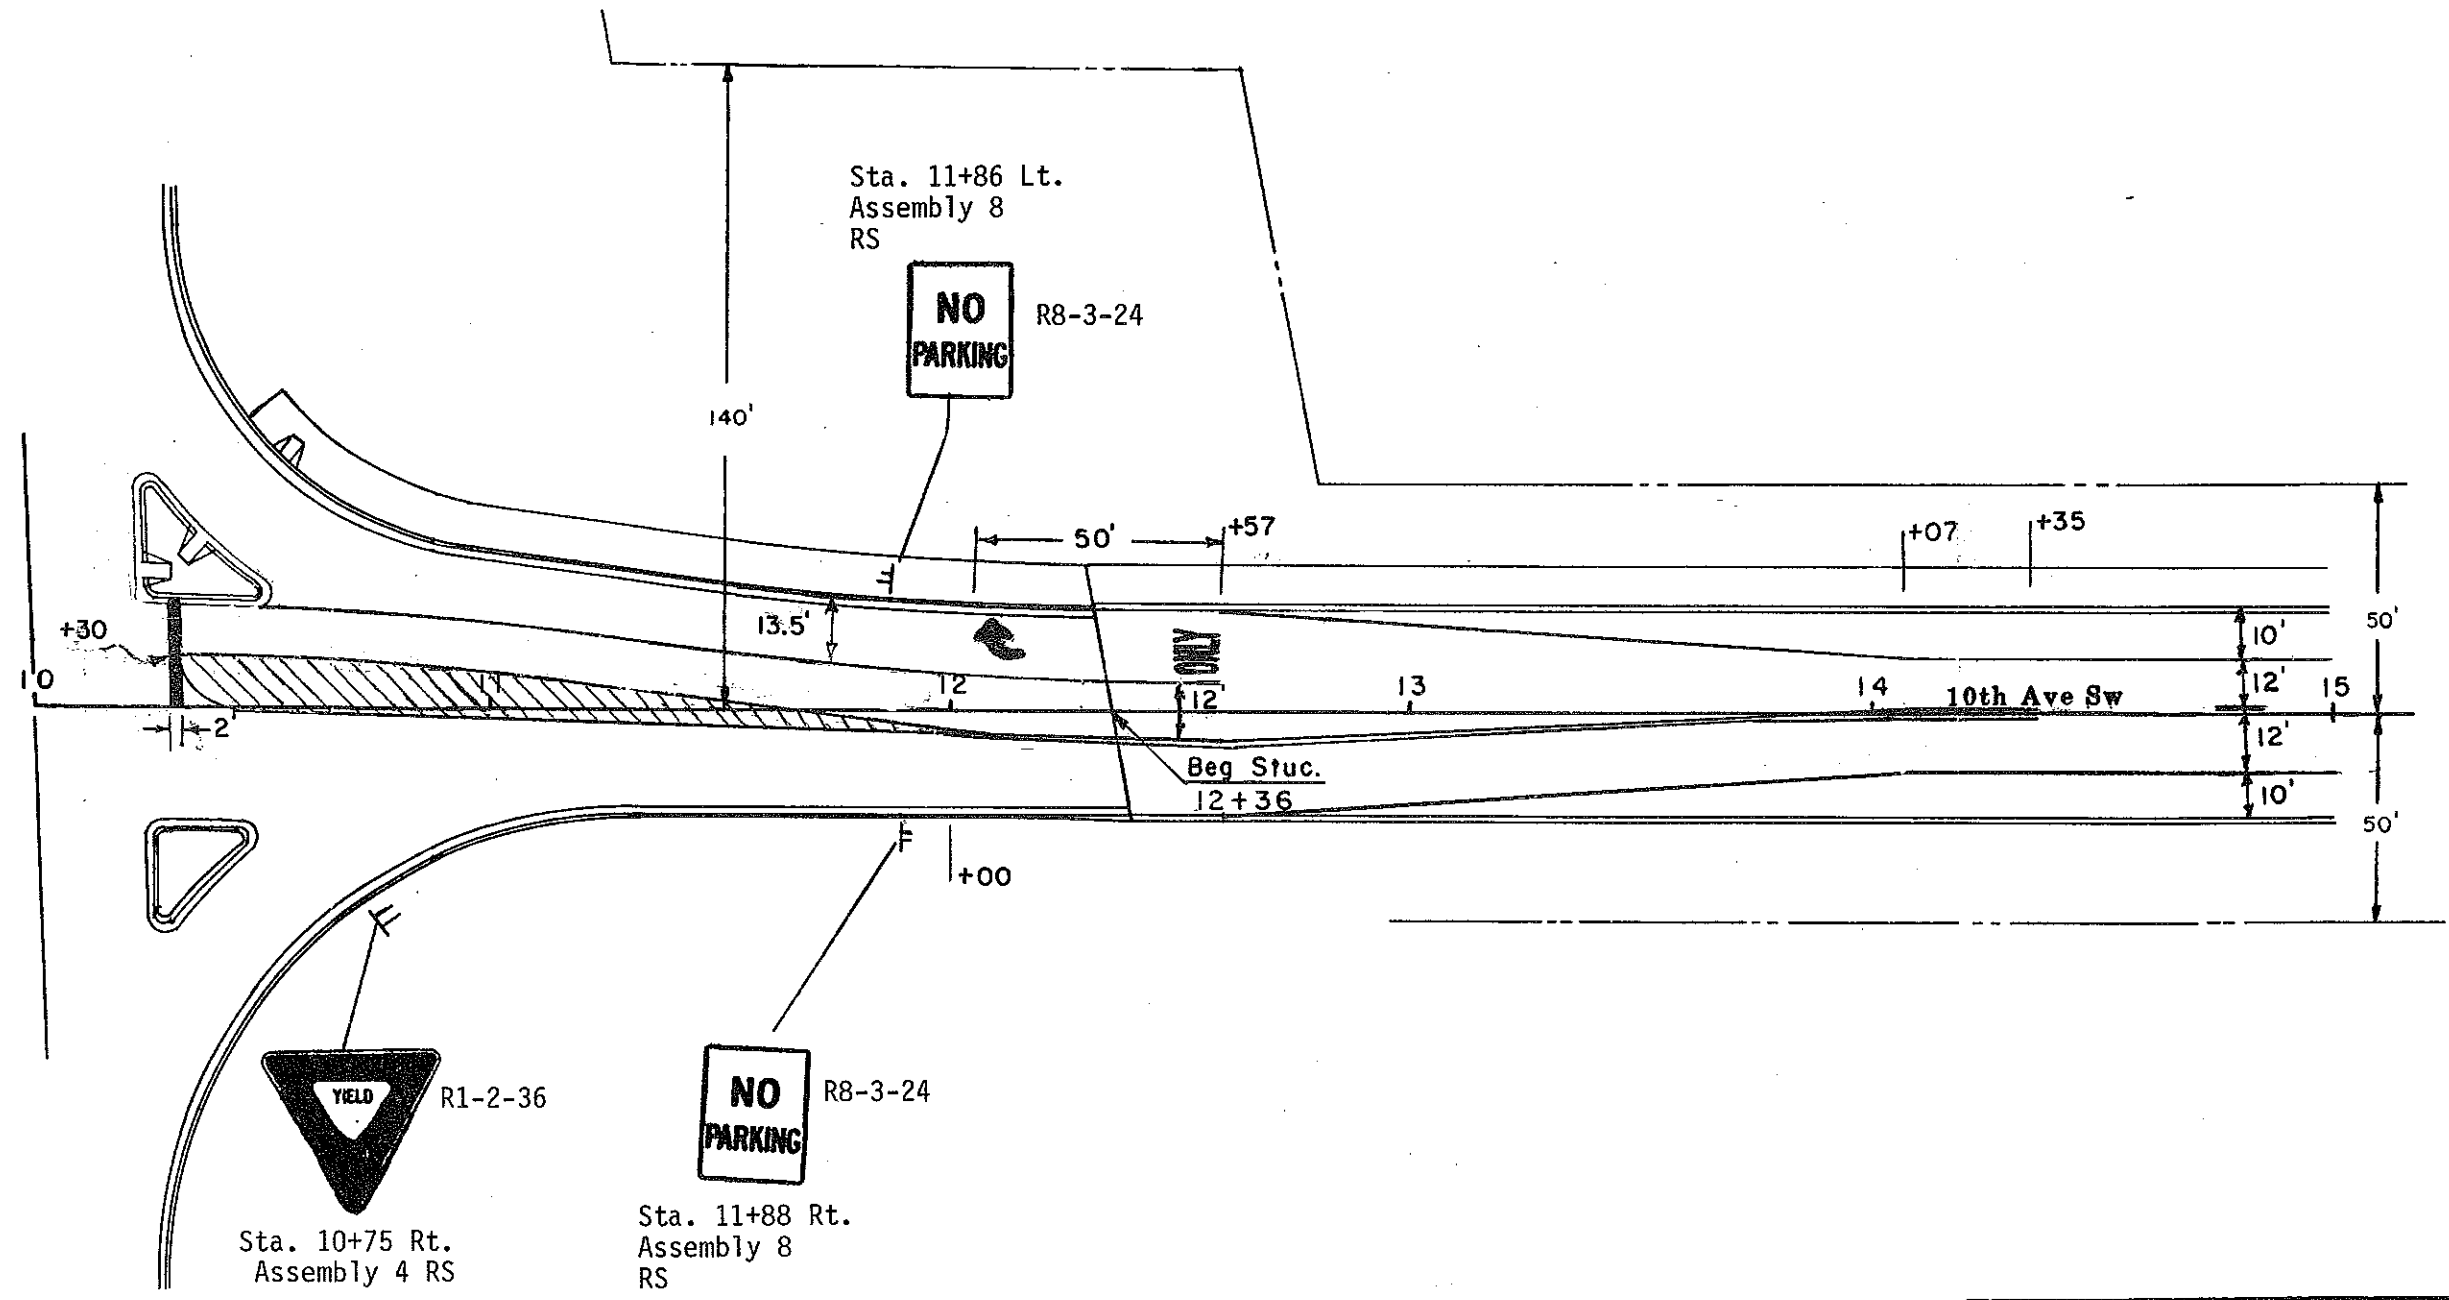 Sta. 11+86 Lt.
Assembly 8
RS
NO
PARKING
R8-3-24
140'
50'
+57
+07
+35
13.5'
ONLY
+30
10
11
12
13
14
15
10th Ave Sw
12'
10'
12'
12'
10'
50'
50'
2'
Beg Stuc.
12+36
+00
YIELD
R1-2-36
Sta. 10+75 Rt.
Assembly 4 RS
NO
PARKING
R8-3-24
Sta. 11+88 Rt.
Assembly 8
RS